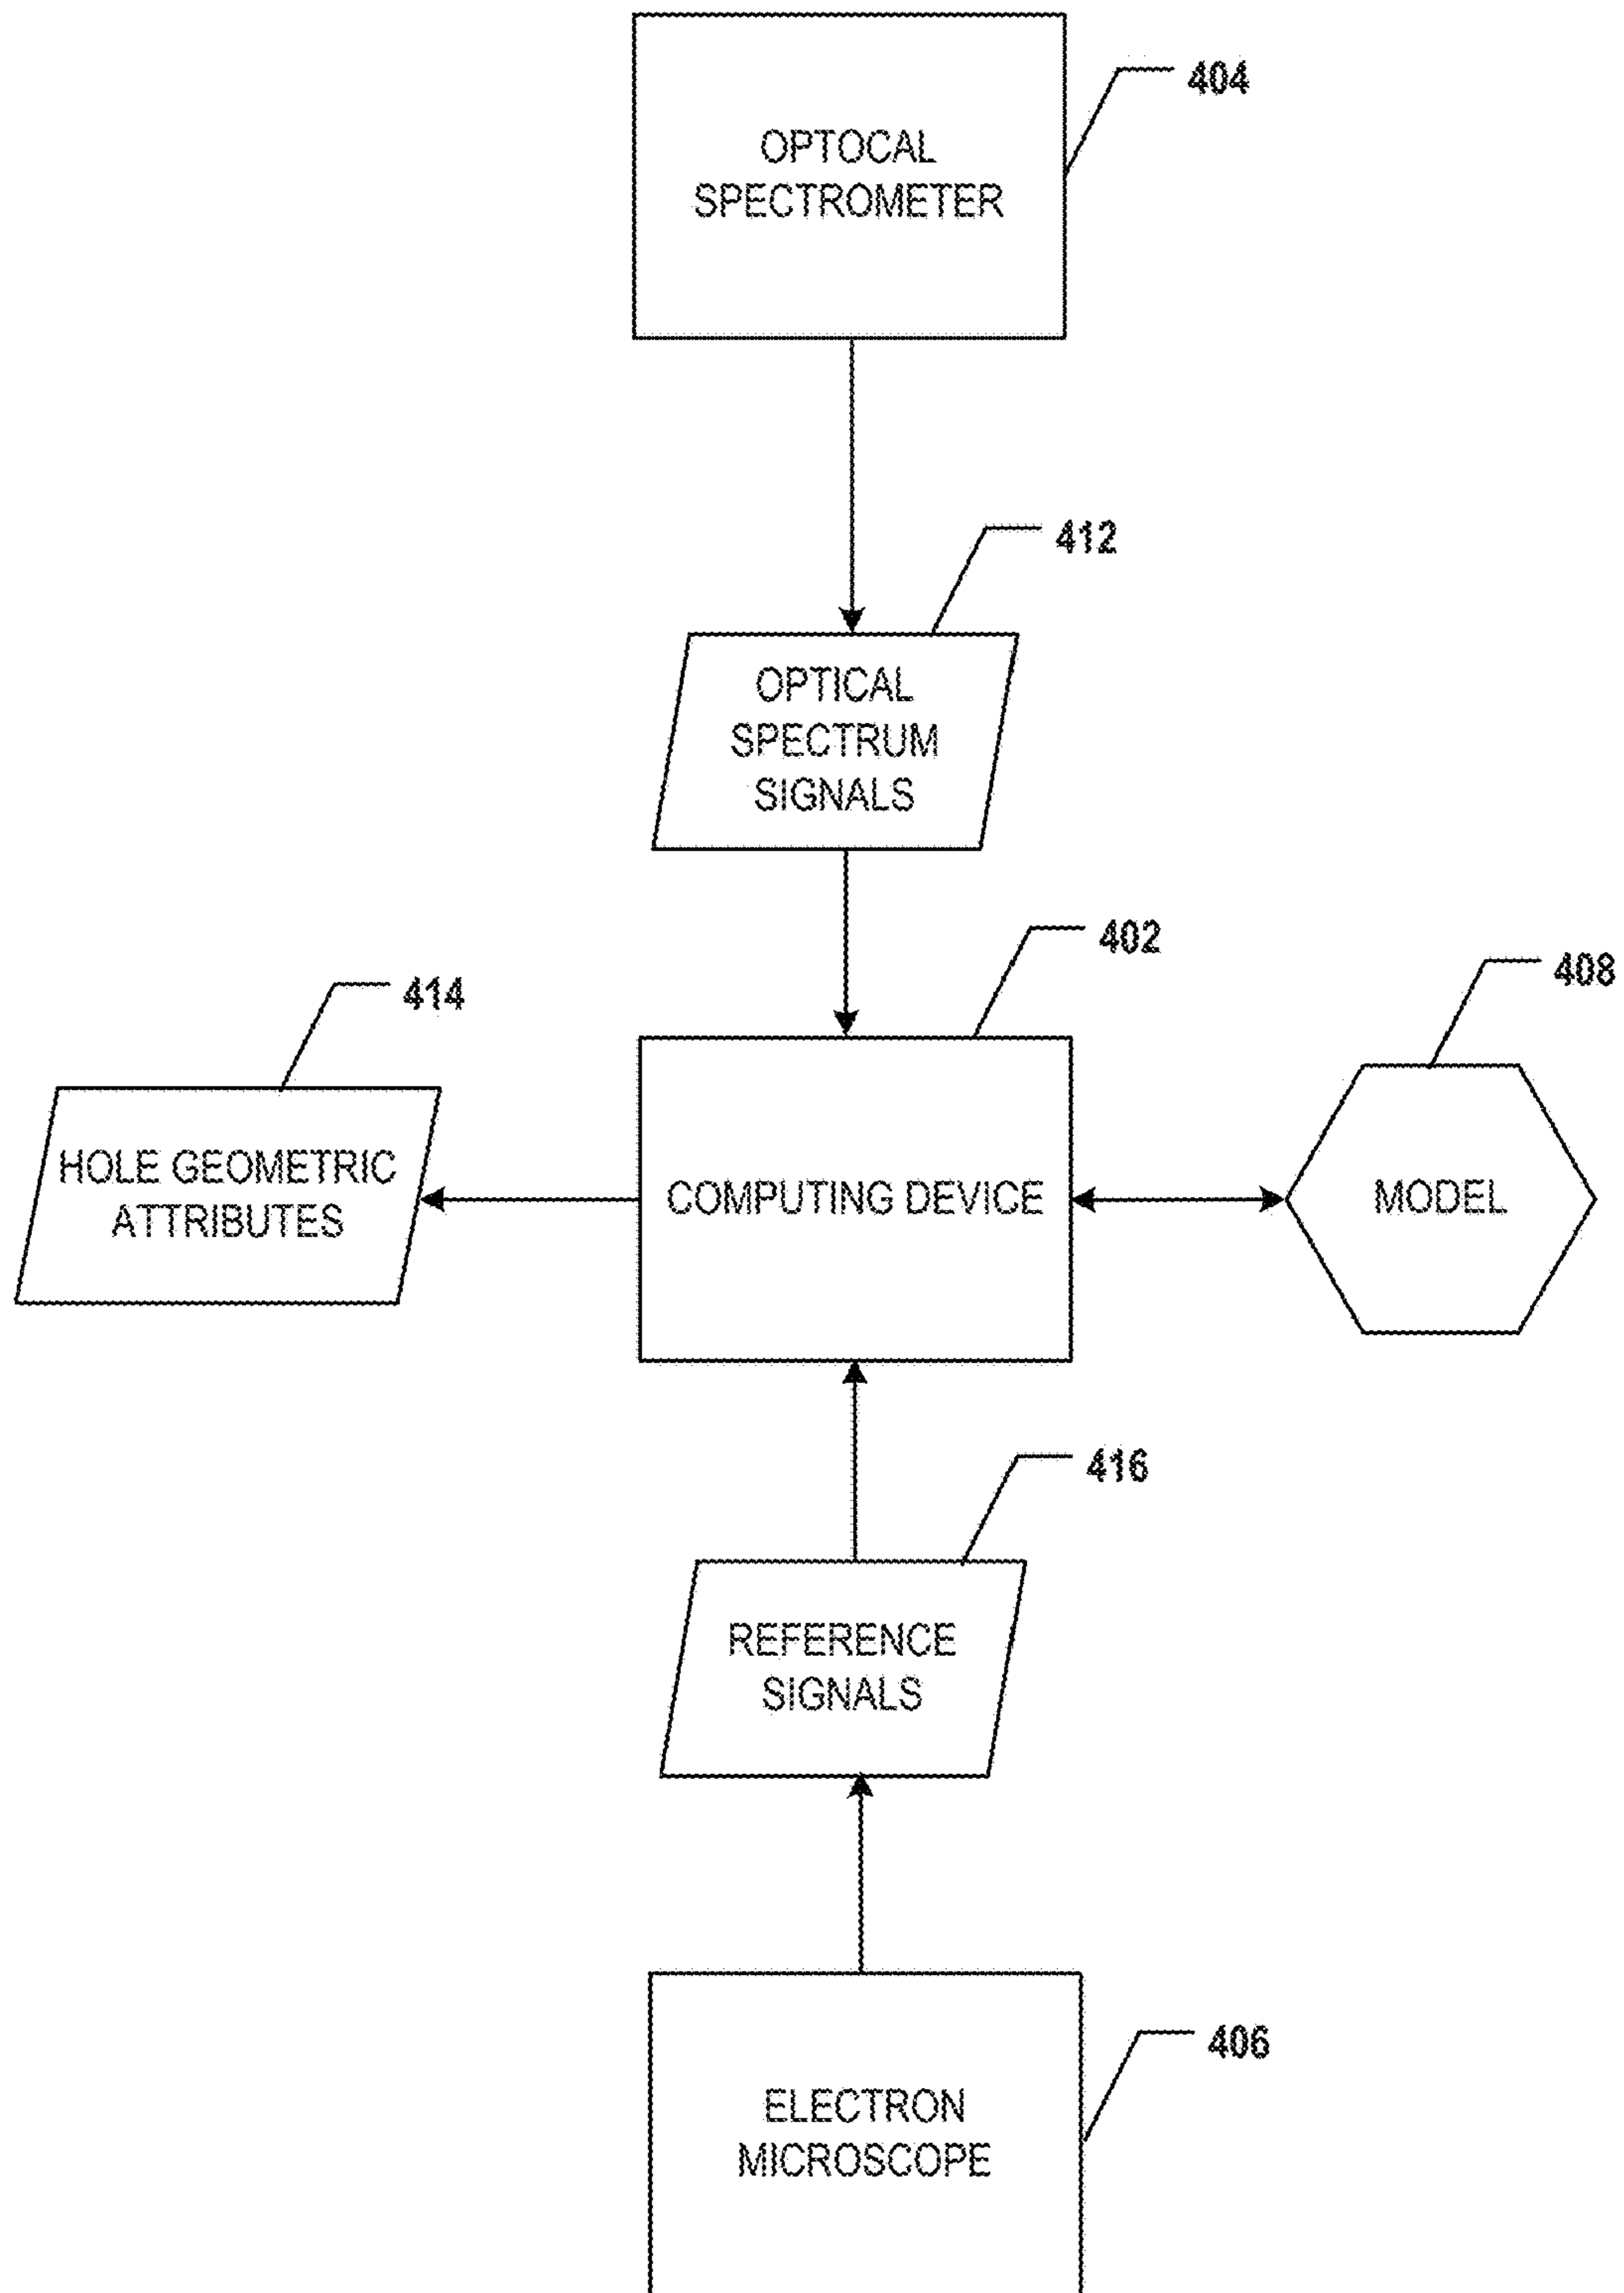 404
OPTOCAL
SPECTROMETER
412
OPTICAL
SPECTRUM
SIGNALS
402
408
414
HOLE GEOMETRIC
ATTRIBUTES
COMPUTING DEVICE
MODEL
416
REFERENCE
SIGNALS
406
ELECTRON
MICROSCOPE